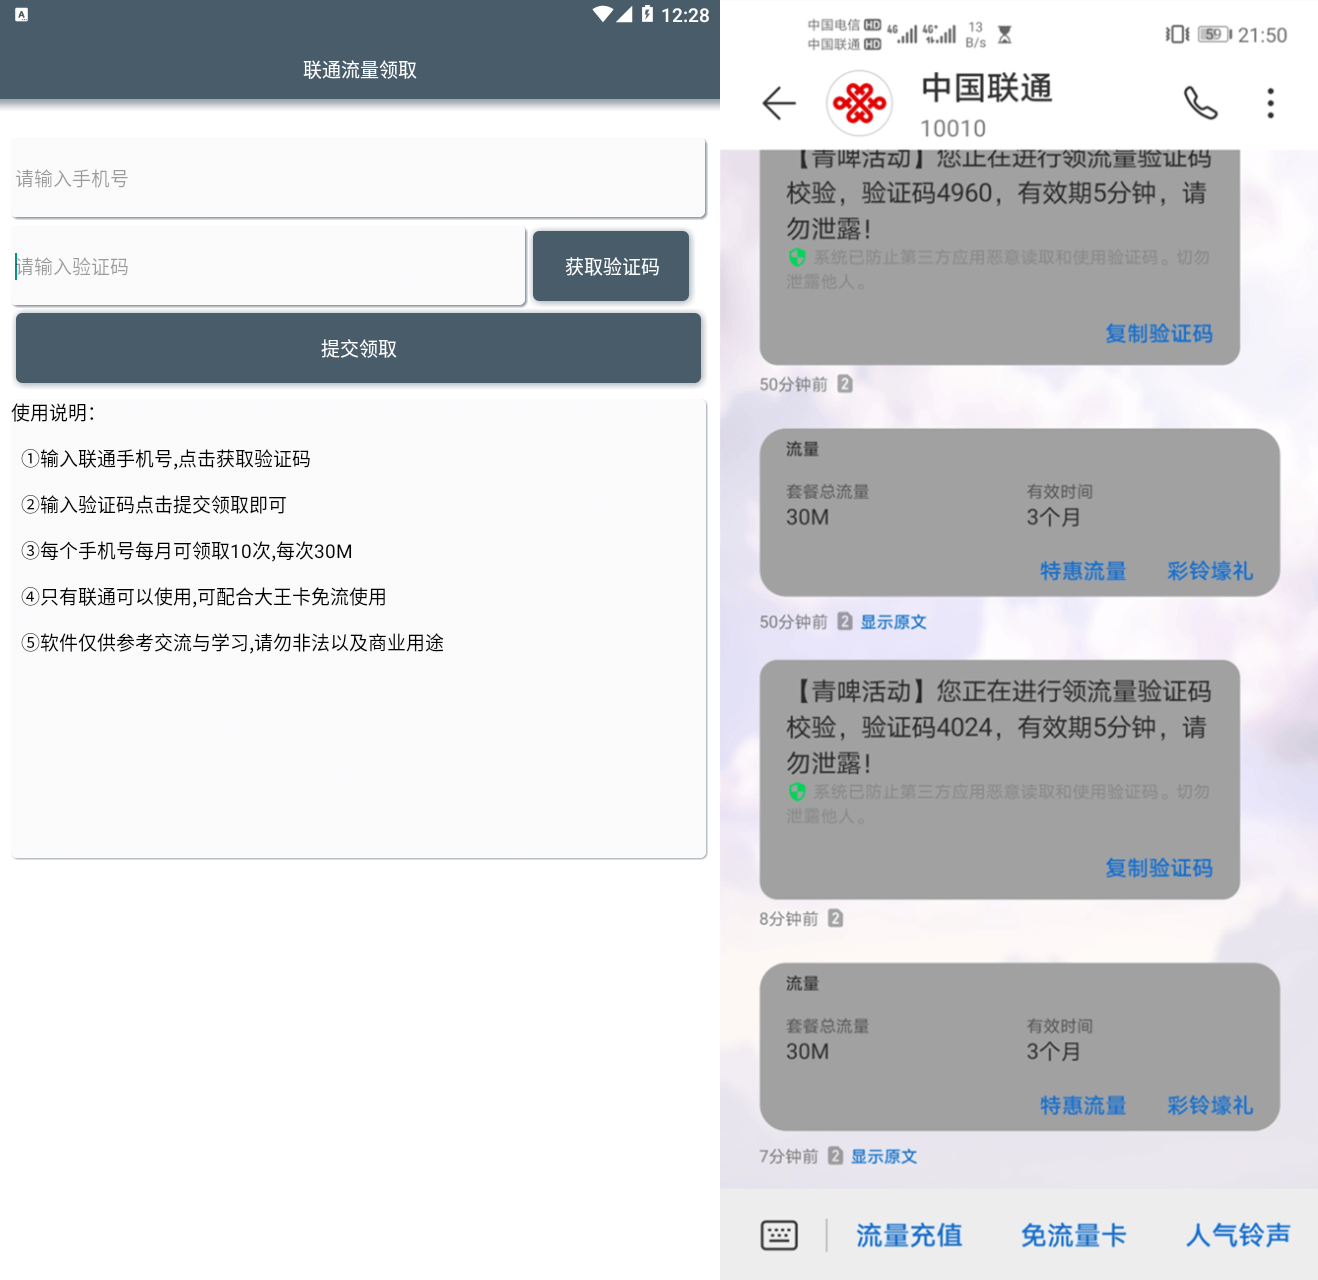 12:28
联通流量领取
请输入手机号
请输入验证码
获取验证码
提交领取
使用说明:
①输入联通手机号,点击获取验证码
②输入验证码点击提交领取即可
③每个手机号每月可领取10次,每次30M
④只有联通可以使用,可配合大王卡免流使用
⑤软件仅供参考交流与学习,请勿非法以及商业用途
中国电信 HD 4G 4G+ 13 59 21:50
中国联通 HD B/s
中国联通
10010
【青啤活动】您正在进行领流量验证码
校验，验证码4960，有效期5分钟，请
勿泄露！
系统已防止第三方应用恶意读取和使用验证码。切勿
泄露他人。
复制验证码
50分钟前 2
流量
套餐总流量 有效时间
30M 3个月
特惠流量 彩铃壕礼
50分钟前 2 显示原文
【青啤活动】您正在进行领流量验证码
校验，验证码4024，有效期5分钟，请
勿泄露！
系统已防止第三方应用恶意读取和使用验证码。切勿
泄露他人。
复制验证码
8分钟前 2
流量
套餐总流量 有效时间
30M 3个月
特惠流量 彩铃壕礼
7分钟前 2 显示原文
流量充值 免流量卡 人气铃声